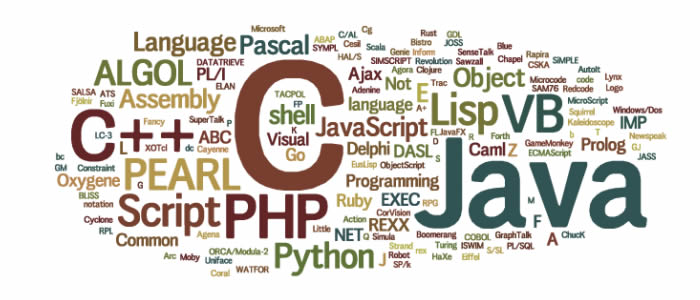 Microsoft
C/AL
Cg
Rust
GDL
Language
Pascal
ABAP
Cesil
Bistro
JOSS
SYMPL
Scala
SenseTalk
Blue
DATATRIEVE
HAL/S
Genie
Inform
Chapel
Rapira
ALGOL
PL/I
SIMSCRIPT
Revolution
Sawzall
CSKA
SiMPLE
ELAN
Ajax
Agora
Clojure
Object
AutoIt
Microcode
code
Lynx
SALSA
ATS
Adenine
Not
E
Trac
SAM76
Redcode
Logo
Fjölnir
Fuxi
Assembly
TACPOL
FP
language
A+
Lisp
VB
MicroScript
Windows/Dos
C
shell
Squirrel
IMP
C++
Fancy
SuperTalk
P
K
JavaScript
Kaleidoscope
LC-3
ABC
Visual
FL
JavaFX
R
Forth
b
T
Newspeak
L
XOTcl
dc
Cayenne
Go
Delphi
DASL
D
S
Caml
Z
GameMonkey
ECMAScript
Prolog
GJ
JASS
bc
GM
Constraint
EusLisp
ObjectScript
Oxygene
G
PEARL
Programming
Java
BLISS
notation
Script
PHP
Ruby
EXEC
RPG
M
Cyclone
CorVision
F
RPL
Action
REXX
Little
Common
Agena
NET
Q
Simula
Boomerang
COBOL
GraphTalk
A
ChucK
Strand
rex
Turing
ISWIM
PL/SQL
Arc
Moby
ORCA/Modula-2
Uniface
Python
J
Robot
HaXe
Eiffel
S/SL
Coral
WATFOR
SP/k